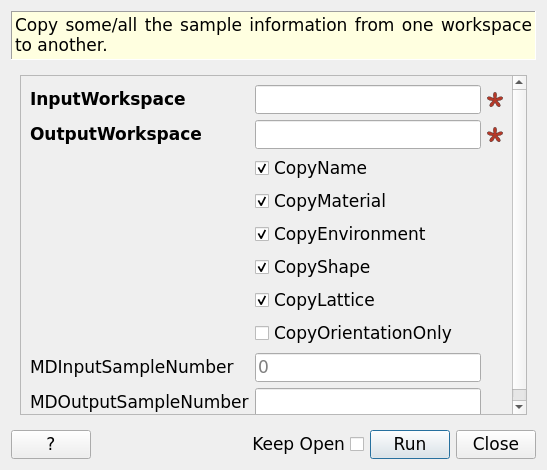 Copy some/all the sample information from one workspace
to another.
InputWorkspace
OutputWorkspace
CopyName
CopyMaterial
CopyEnvironment
CopyShape
CopyLattice
CopyOrientationOnly
MDInputSampleNumber 0
MDOutputSampleNumber
? Keep Open Run Close